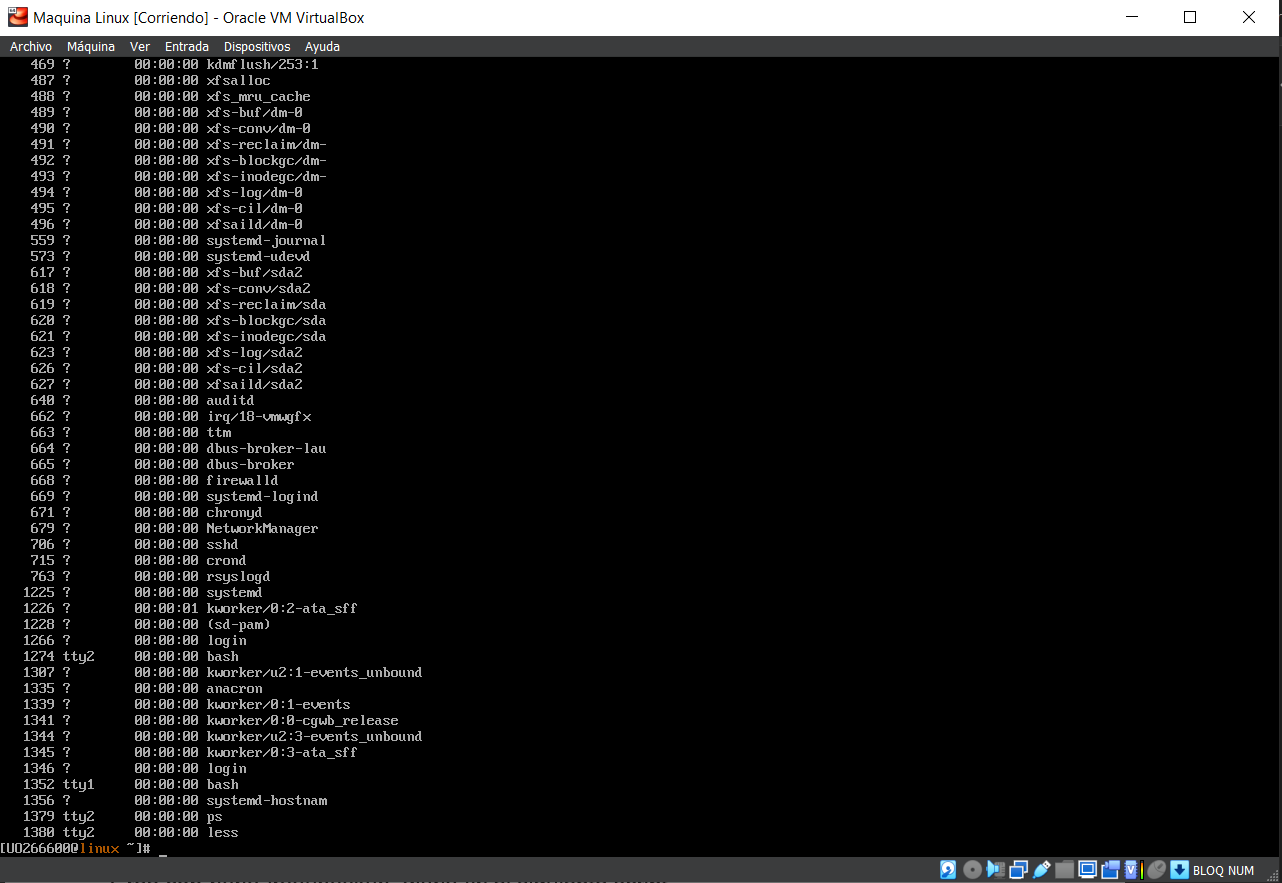 Maquina Linux [Corriendo] - Oracle VM VirtualBox
Archivo Máquina Ver Entrada Dispositivos Ayuda
469 ? 00:00:00 kdmflush/253:1
487 ? 00:00:00 xfsalloc
488 ? 00:00:00 xfs_mru_cache
489 ? 00:00:00 xfs-buf/dm-0
490 ? 00:00:00 xfs-conv/dm-0
491 ? 00:00:00 xfs-reclaim/dm-
492 ? 00:00:00 xfs-blockgc/dm-
493 ? 00:00:00 xfs-inodegc/dm-
494 ? 00:00:00 xfs-log/dm-0
495 ? 00:00:00 xfs-cil/dm-0
496 ? 00:00:00 xfsaild/dm-0
559 ? 00:00:00 systemd-journal
573 ? 00:00:00 systemd-udevd
617 ? 00:00:00 xfs-buf/sda2
618 ? 00:00:00 xfs-conv/sda2
619 ? 00:00:00 xfs-reclaim/sda
620 ? 00:00:00 xfs-blockgc/sda
621 ? 00:00:00 xfs-inodegc/sda
623 ? 00:00:00 xfs-log/sda2
626 ? 00:00:00 xfs-cil/sda2
627 ? 00:00:00 xfsaild/sda2
640 ? 00:00:00 auditd
662 ? 00:00:00 irq/18-vmwgfx
663 ? 00:00:00 ttm
664 ? 00:00:00 dbus-broker-lau
665 ? 00:00:00 dbus-broker
668 ? 00:00:00 firewalld
669 ? 00:00:00 systemd-logind
671 ? 00:00:00 chronyd
679 ? 00:00:00 NetworkManager
706 ? 00:00:00 sshd
715 ? 00:00:00 crond
763 ? 00:00:00 rsyslogd
1225 ? 00:00:00 systemd
1226 ? 00:00:01 kworker/0:2-ata_sff
1228 ? 00:00:00 (sd-pam)
1266 ? 00:00:00 login
1274 tty2 00:00:00 bash
1307 ? 00:00:00 kworker/u2:1-events_unbound
1335 ? 00:00:00 anacron
1339 ? 00:00:00 kworker/0:1-events
1341 ? 00:00:00 kworker/0:0-cgwb_release
1344 ? 00:00:00 kworker/u2:3-events_unbound
1345 ? 00:00:00 kworker/0:3-ata_sff
1346 ? 00:00:00 login
1352 tty1 00:00:00 bash
1356 ? 00:00:00 systemd-hostnam
1379 tty2 00:00:00 ps
1380 tty2 00:00:00 less
[UO266600@linux ~]# _
BLOQ NUM